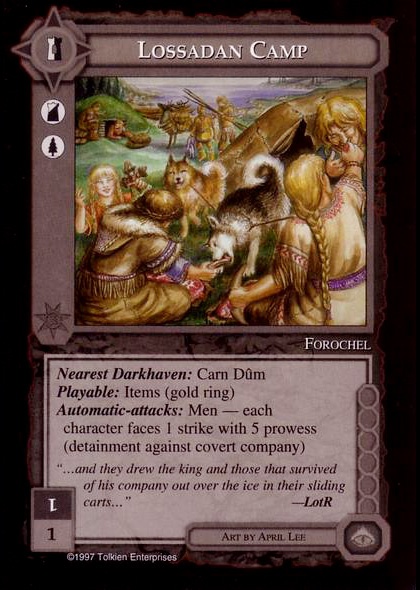 Lossadan Camp
Forochel
Nearest Darkhaven: Carn Dûm
Playable: Items (gold ring)
Automatic-attacks: Men — each
character faces 1 strike with 5 prowess
(detainment against covert company)
“…and they drew the king and those that survived
of his company out over the ice in their sliding
carts…” —LotR
1
Art by April Lee
©1997 Tolkien Enterprises